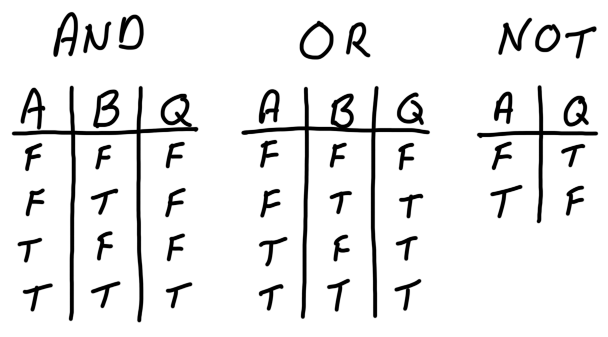 AND OR NOT
A B Q A B Q A Q
F F F F F F F T
F T F F T T T F
T F F T F T
T T T T T T